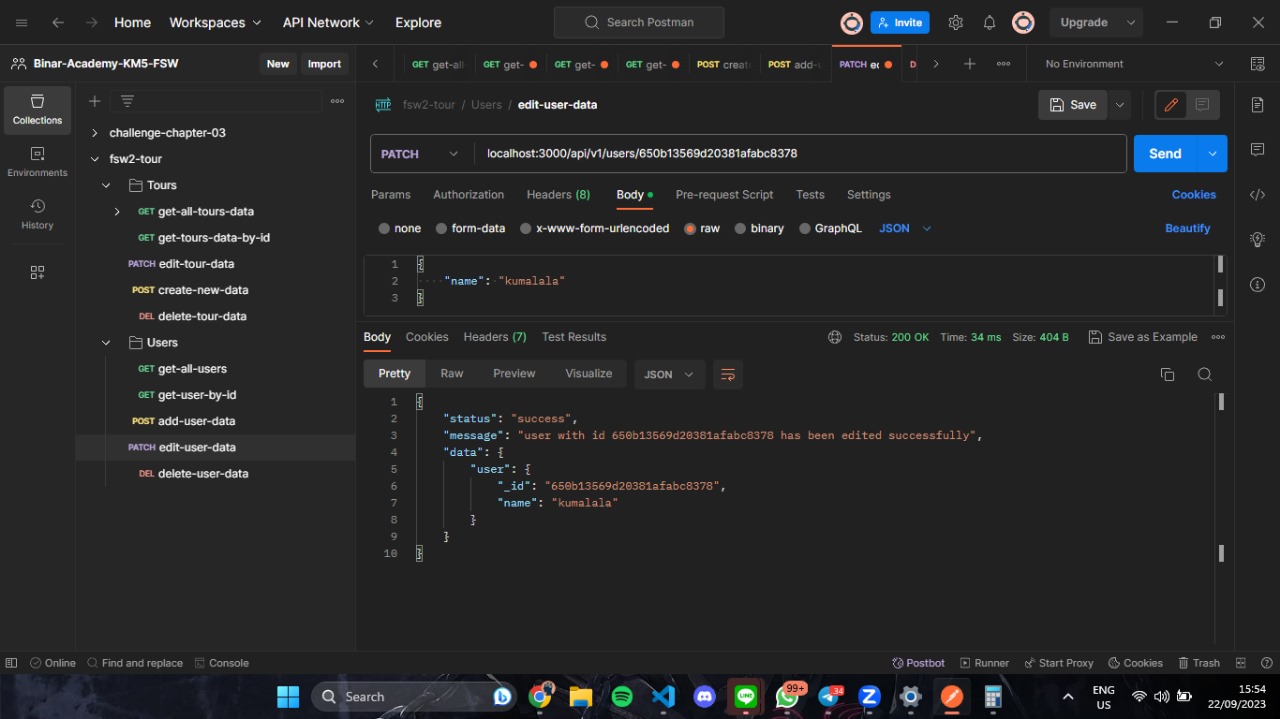 Home Workspaces API Network Explore Search Postman Invite Upgrade
Binar-Academy-KM5-FSW New Import GET get-all- GET get- GET get- GET get- POST create POST add-u PATCH ed D No Environment
Collections
Environments
History
challenge-chapter-03
fsw2-tour
Tours
GET get-all-tours-data
GET get-tours-data-by-id
PATCH edit-tour-data
POST create-new-data
DEL delete-tour-data
Users
GET get-all-users
GET get-user-by-id
POST add-user-data
PATCH edit-user-data
DEL delete-user-data
HTTP fsw2-tour / Users / edit-user-data Save
PATCH localhost:3000/api/v1/users/650b13569d20381afabc8378 Send
Params Authorization Headers (8) Body Pre-request Script Tests Settings Cookies
none form-data x-www-form-urlencoded raw binary GraphQL JSON Beautify
1 {
2 "name": "kumalala"
3 }
Body Cookies Headers (7) Test Results Status: 200 OK Time: 34 ms Size: 404 B Save as Example
Pretty Raw Preview Visualize JSON
1 {
2 "status": "success",
3 "message": "user with id 650b13569d20381afabc8378 has been edited successfully",
4 "data": {
5 "user": {
6 "_id": "650b13569d20381afabc8378",
7 "name": "kumalala"
8 }
9 }
10 }
Online Find and replace Console Postbot Runner Start Proxy Cookies Trash
Search LINE 99+ 34 ENG 15:54
US 22/09/2023